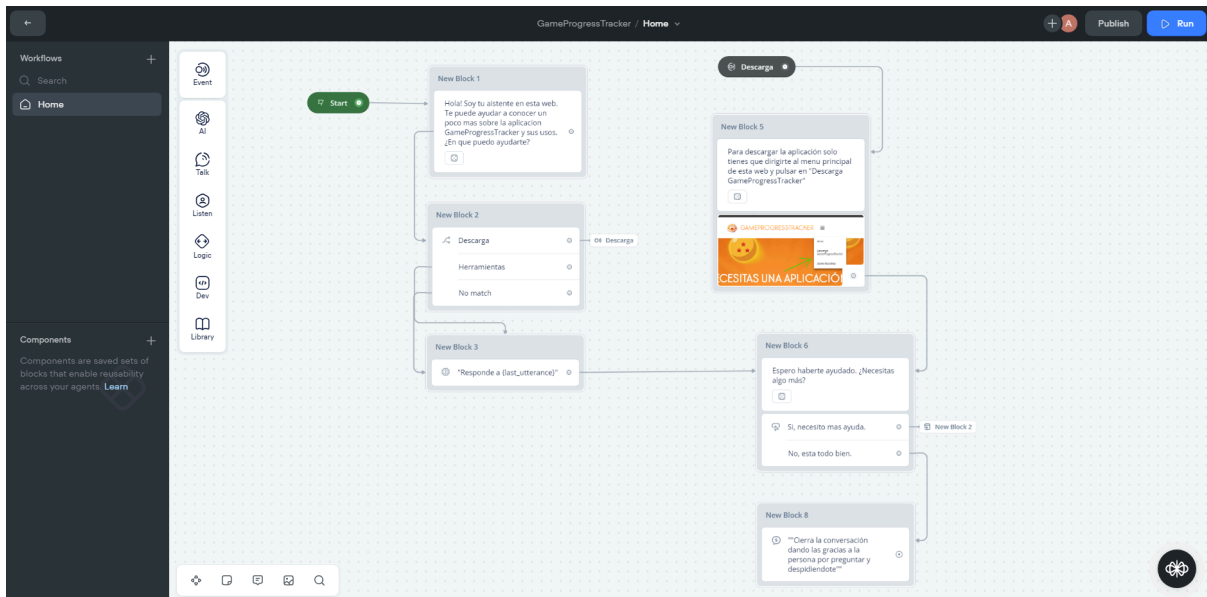 GameProgressTracker / Home
Publish
Run
A
Workflows
Search
Home
Components
Components are saved sets of
blocks that enable reusability
across your agents. Learn
Event
AI
Talk
Listen
Logic
Dev
Library
Start
New Block 1
Hola! Soy tu aistente en esta web.
Te puede ayudar a conocer un
poco mas sobre la aplicacion
GameProgressTracker y sus usos.
¿En que puedo ayudarte?
New Block 2
Descarga
Descarga
Herramientas
No match
New Block 3
"Responde a {last_utterance}"
Descarga
New Block 5
Para descargar la aplicación solo
tienes que dirigirte al menu principal
de esta web y pulsar en "Descarga
GameProgressTracker"
GAMEPROGRESSTRACKER
ECESITAS UNA APLICACIÓN
New Block 6
Espero haberte ayudado. ¿Necesitas
algo más?
Si, necesito mas ayuda.
New Block 2
No, esta todo bien.
New Block 8
""Cierra la conversación
dando las gracias a la
persona por preguntar y
despidiendote""